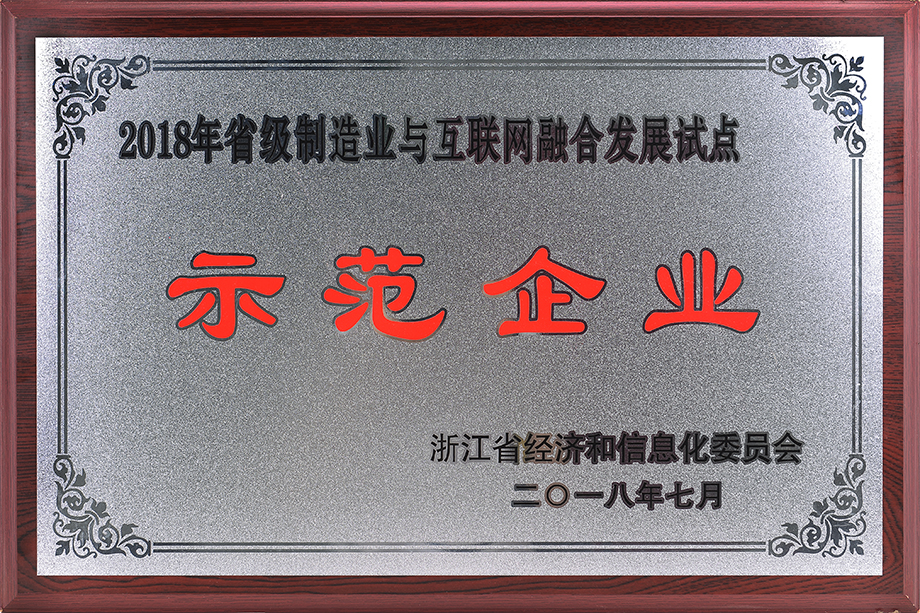 2018年省级制造业与互联网融合发展试点
示范企业
浙江省经济和信息化委员会
二〇一八年七月